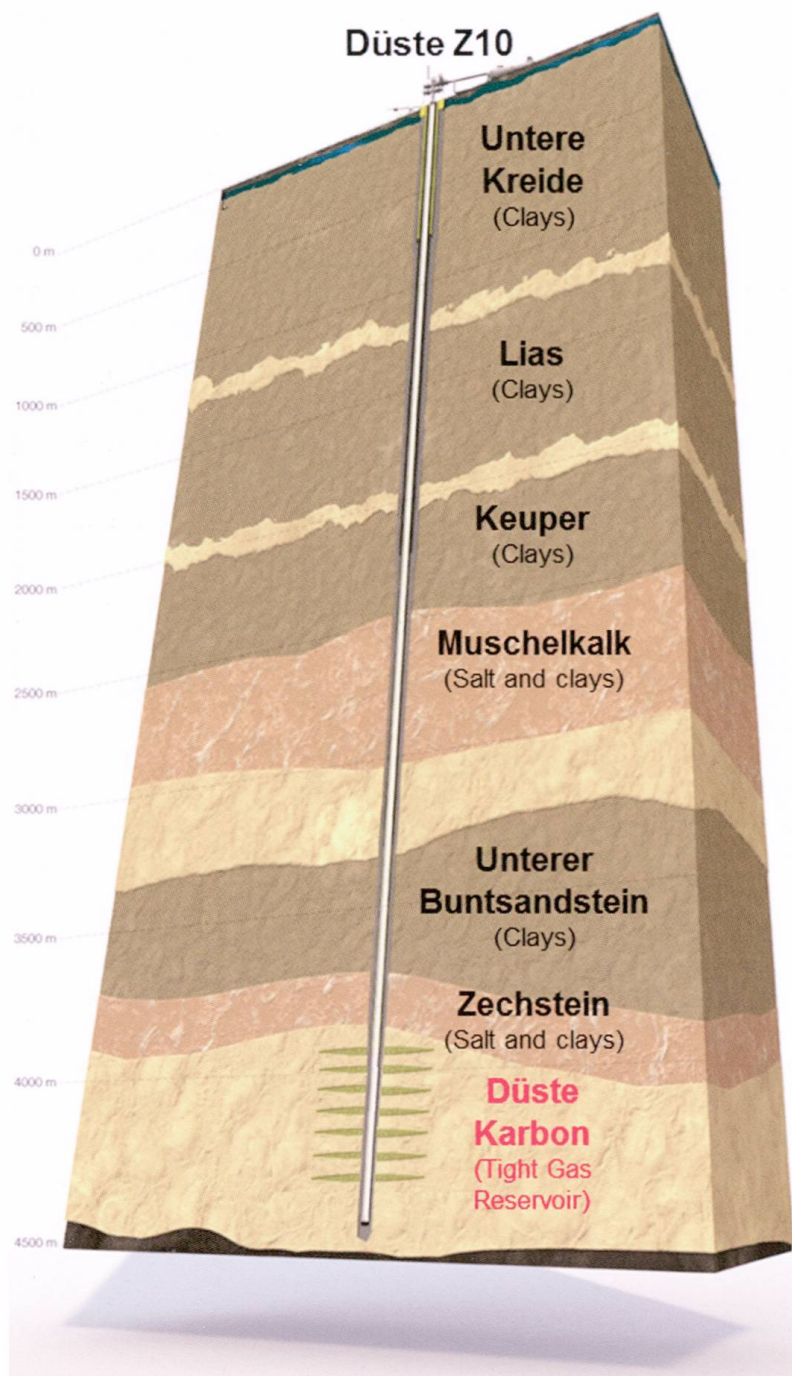 Düste Z10
Untere
Kreide
(Clays)
0 m
500 m
Lias
(Clays)
1000 m
1500 m
Keuper
(Clays)
2000 m
Muschelkalk
(Salt and clays)
2500 m
3000 m
Unterer
Buntsandstein
(Clays)
3500 m
Zechstein
(Salt and clays)
4000 m
Düste
Karbon
(Tight Gas
Reservoir)
4500 m